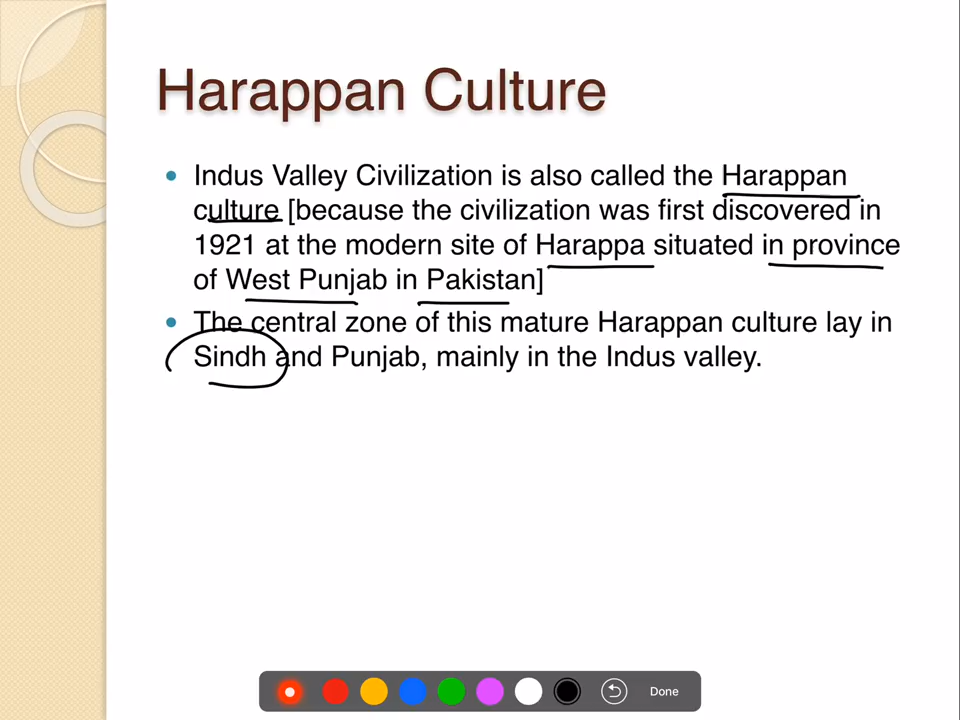 Harappan Culture
Indus Valley Civilization is also called the Harappan
culture [because the civilization was first discovered in
1921 at the modern site of Harappa situated in province
of West Punjab in Pakistan]
The central zone of this mature Harappan culture lay in
Sindh and Punjab, mainly in the Indus valley.
Done